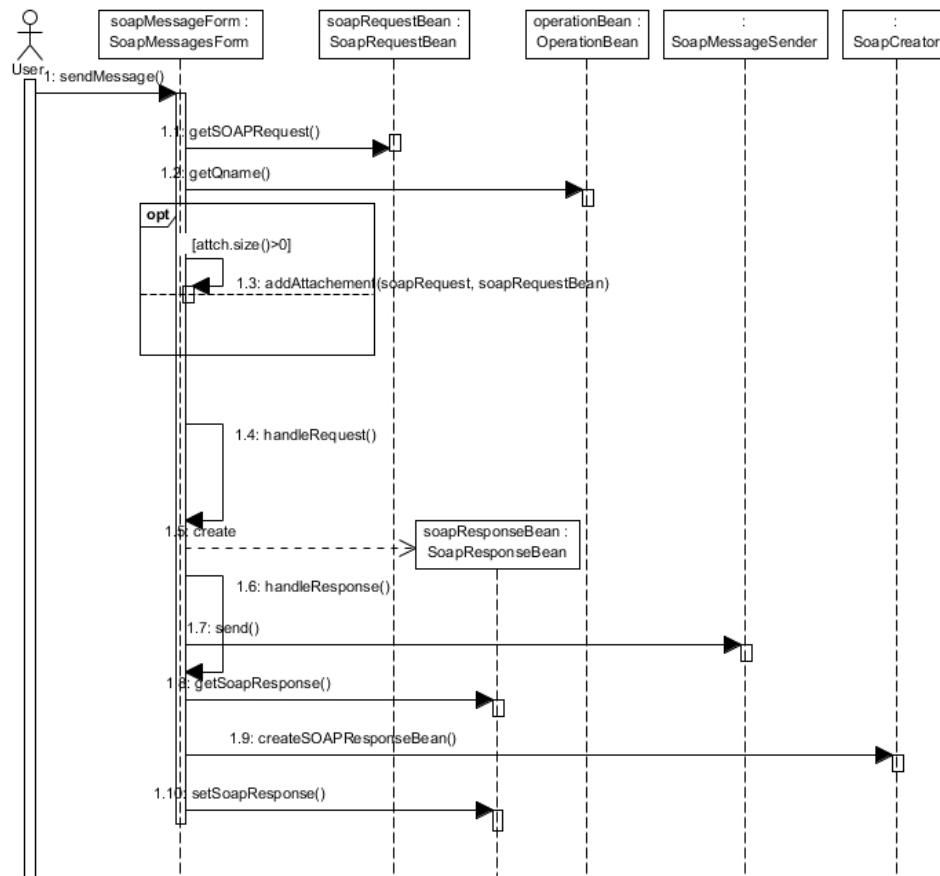 soapMessageForm :
SoapMessagesForm
soapRequestBean :
SoapRequestBean
operationBean :
OperationBean
:
SoapMessageSender
:
SoapCreator
User
1: sendMessage()
1.1: getSOAPRequest()
1.2: getQname()
opt
[attch.size()>0]
1.3: addAttachement(soapRequest, soapRequestBean)
1.4: handleRequest()
1.5: create
soapResponseBean :
SoapResponseBean
1.6: handleResponse()
1.7: send()
1.8: getSoapResponse()
1.9: createSOAPResponseBean()
1.10: setSoapResponse()